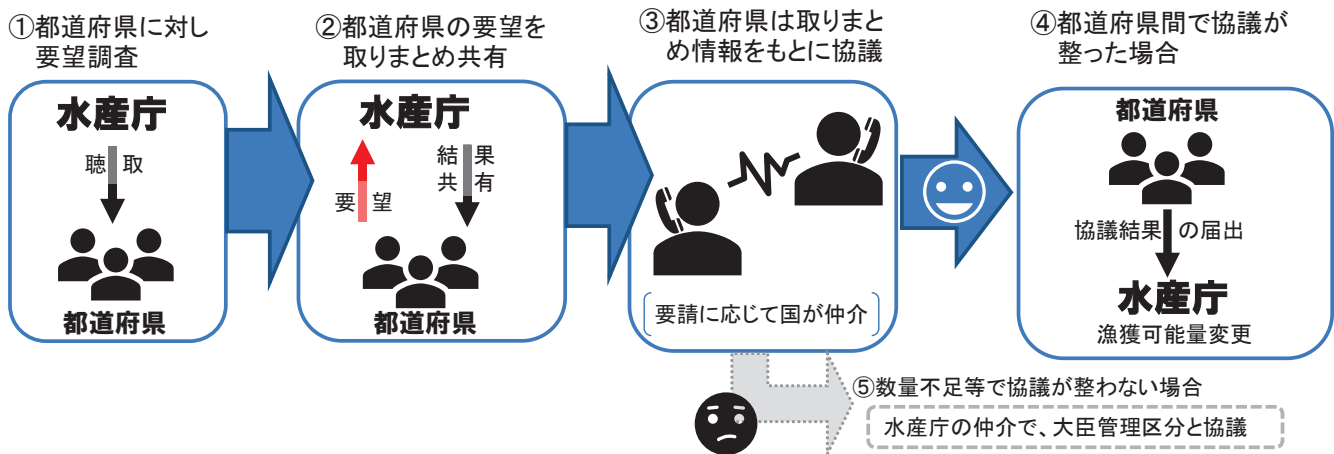 ①都道府県に対し
要望調査
水産庁
聴取
都道府県
②都道府県の要望を
取りまとめ共有
水産庁
要望
結果
共有
都道府県
③都道府県は取りまと
め情報をもとに協議
要請に応じて国が仲介
④都道府県間で協議が
整った場合
都道府県
協議結果の届出
水産庁
漁獲可能量変更
⑤数量不足等で協議が整わない場合
水産庁の仲介で、大臣管理区分と協議